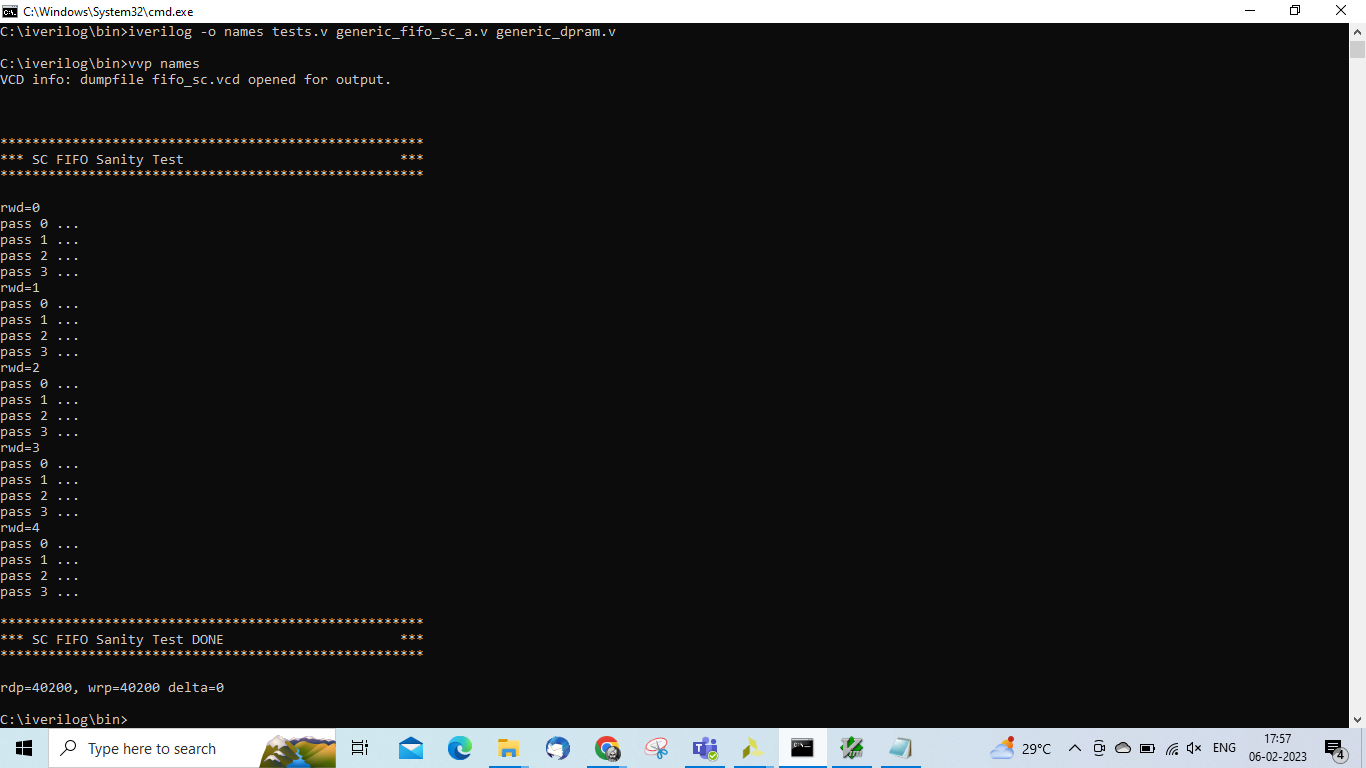 C:\Windows\System32\cmd.exe
C:\iverilog\bin>iverilog -o names tests.v generic_fifo_sc_a.v generic_dpram.v
C:\iverilog\bin>vvp names
VCD info: dumpfile fifo_sc.vcd opened for output.
*****************************************************
*** SC FIFO Sanity Test                           ***
*****************************************************
rwd=0
pass 0 ...
pass 1 ...
pass 2 ...
pass 3 ...
rwd=1
pass 0 ...
pass 1 ...
pass 2 ...
pass 3 ...
rwd=2
pass 0 ...
pass 1 ...
pass 2 ...
pass 3 ...
rwd=3
pass 0 ...
pass 1 ...
pass 2 ...
pass 3 ...
rwd=4
pass 0 ...
pass 1 ...
pass 2 ...
pass 3 ...
*****************************************************
*** SC FIFO Sanity Test DONE                      ***
*****************************************************
rdp=40200, wrp=40200 delta=0
C:\iverilog\bin>
Type here to search
29°C
ENG
17:57
06-02-2023
4